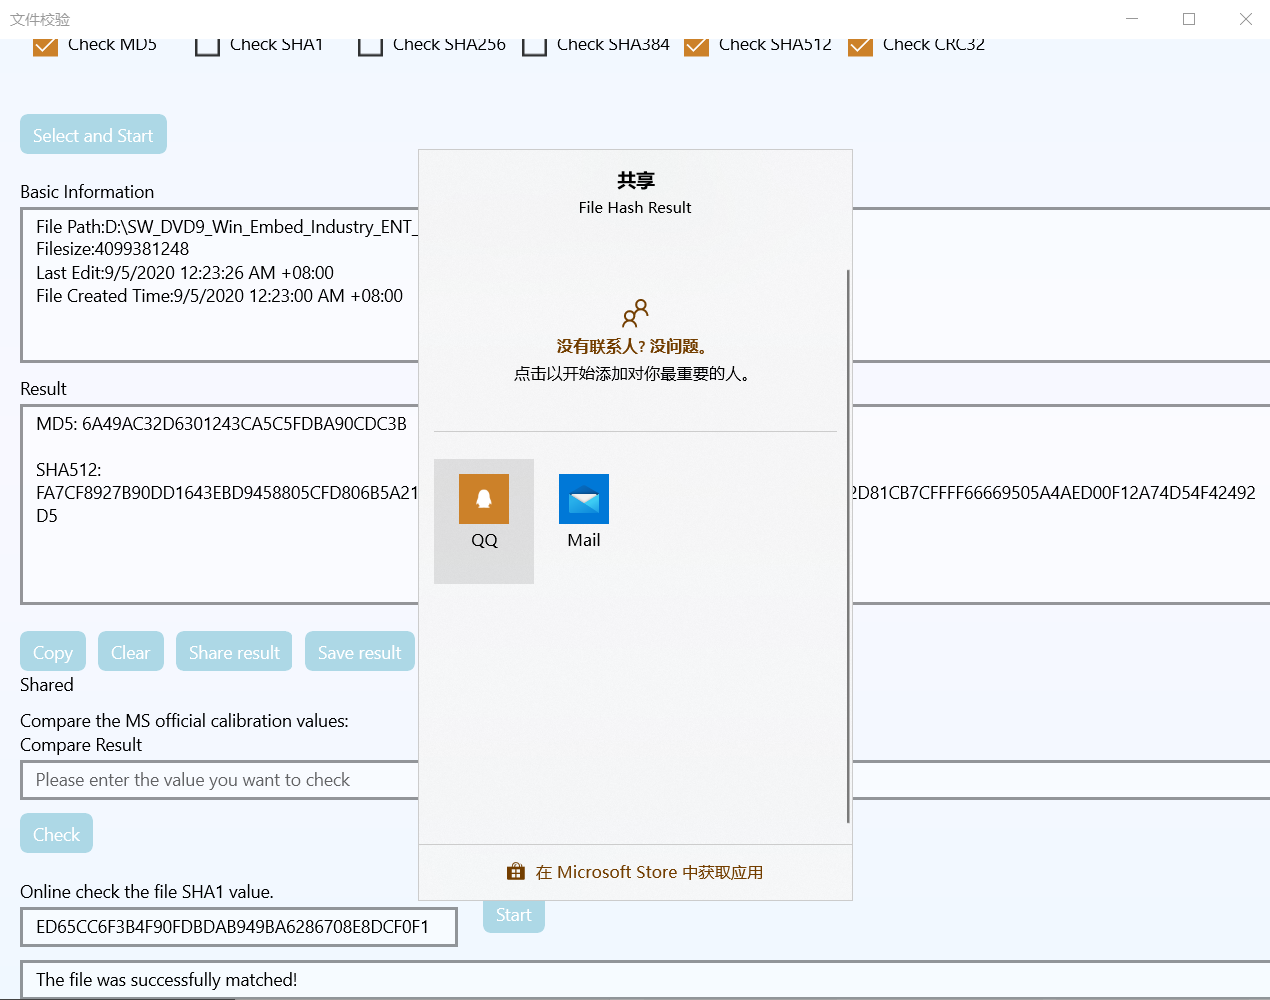 文件校验
Check MD5
Check SHA1
Check SHA256
Check SHA384
Check SHA512
Check CRC32
Select and Start
Basic Information
File Path:D:\SW_DVD9_Win_Embed_Industry_ENT_
Filesize:4099381248
Last Edit:9/5/2020 12:23:26 AM +08:00
File Created Time:9/5/2020 12:23:00 AM +08:00
Result
MD5: 6A49AC32D6301243CA5C5FDBA90CDC3B
SHA512:
FA7CF8927B90DD1643EBD9458805CFD806B5A21
2D81CB7CFFFF66669505A4AED00F12A74D54F42492
D5
Copy
Clear
Share result
Save result
Shared
Compare the MS official calibration values:
Compare Result
Please enter the value you want to check
Check
Online check the file SHA1 value.
ED65CC6F3B4F90FDBDAB949BA6286708E8DCF0F1
Start
The file was successfully matched!
共享
File Hash Result
没有联系人? 没问题。
点击以开始添加对你最重要的人。
QQ
Mail
在 Microsoft Store 中获取应用